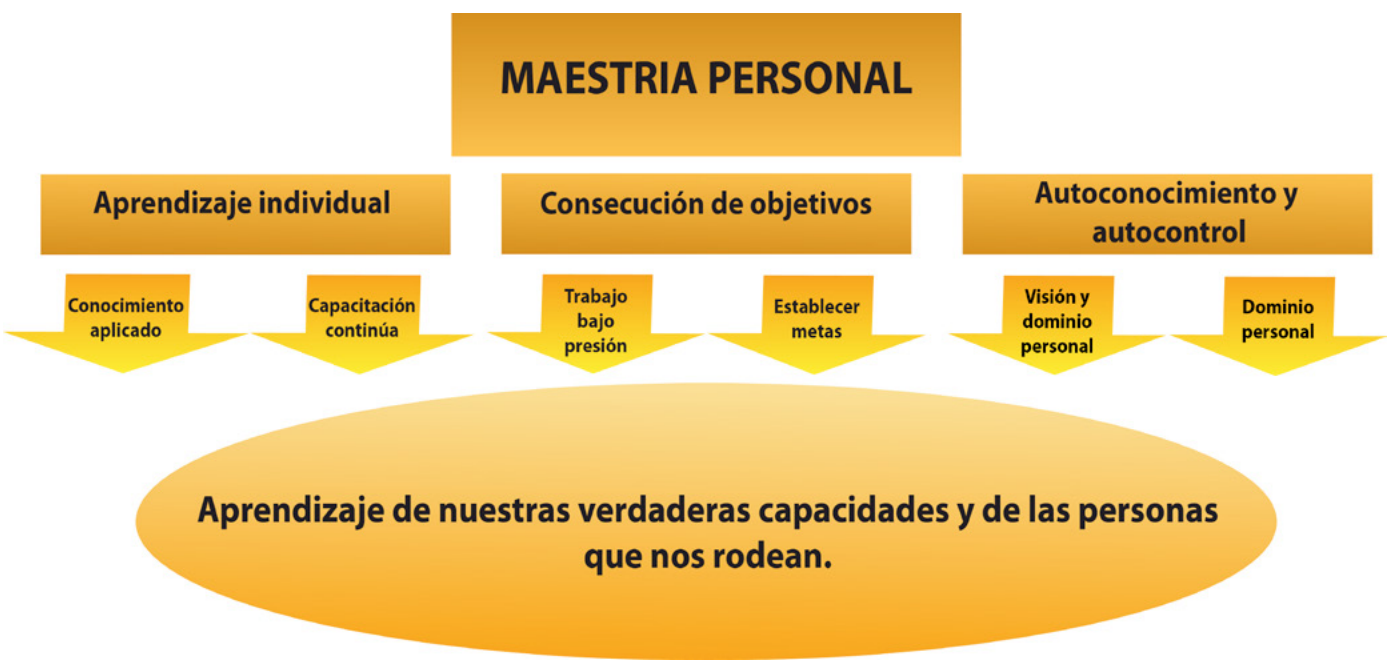 MAESTRIA PERSONAL
Aprendizaje individual
Consecución de objetivos
Autoconocimiento y
autocontrol
Conocimiento
aplicado
Capacitación
continúa
Trabajo
bajo
presión
Establecer
metas
Visión y
dominio
personal
Dominio
personal
Aprendizaje de nuestras verdaderas capacidades y de las personas
que nos rodean.